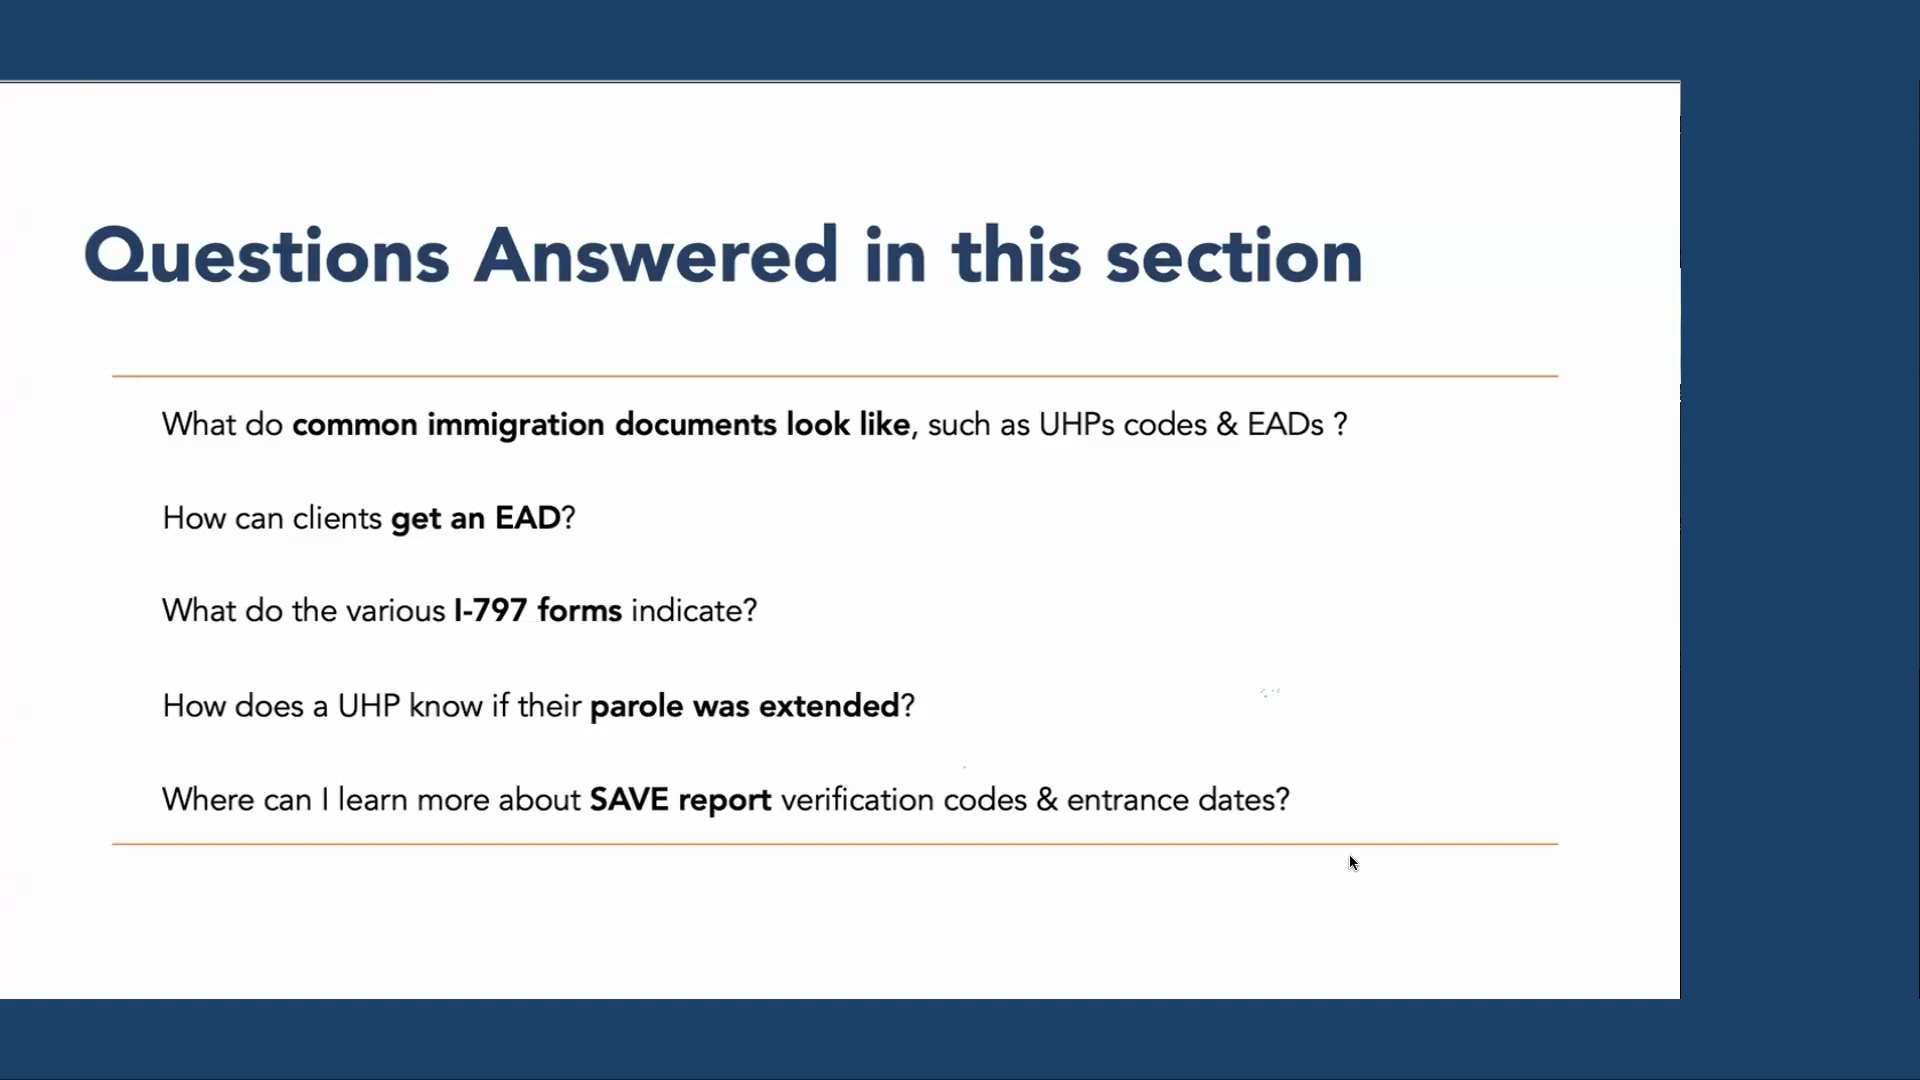 Questions Answered in this section
What do common immigration documents look like, such as UHPs codes & EADs ?
How can clients get an EAD?
What do the various I-797 forms indicate?
How does a UHP know if their parole was extended?
Where can I learn more about SAVE report verification codes & entrance dates?